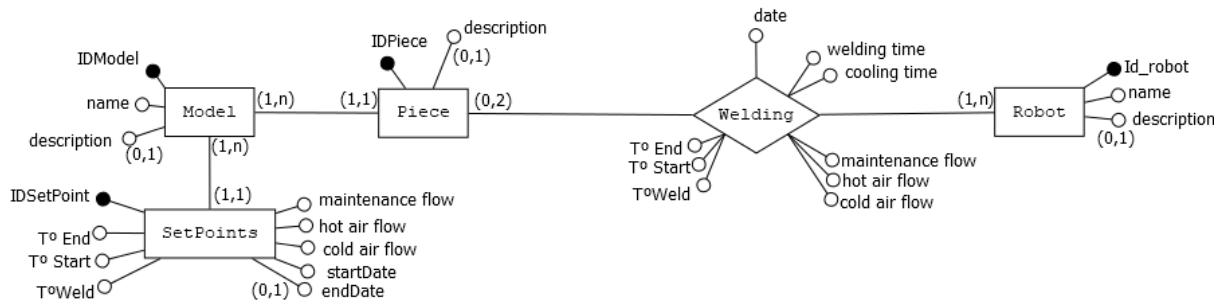 date
description
IDPiece
(0,1)
welding time
cooling time
IDModel
Id_robot
name
(1,n)
(1,1)
(0,2)
(1,n)
name
Model
Piece
Welding
Robot
description
(0,1)
description
(0,1)
(1,n)
Tº End
Tº Start
TºWeld
maintenance flow
hot air flow
cold air flow
IDSetPoint
(1,1)
maintenance flow
SetPoints
hot air flow
Tº End
cold air flow
Tº Start
startDate
TºWeld
(0,1)
endDate